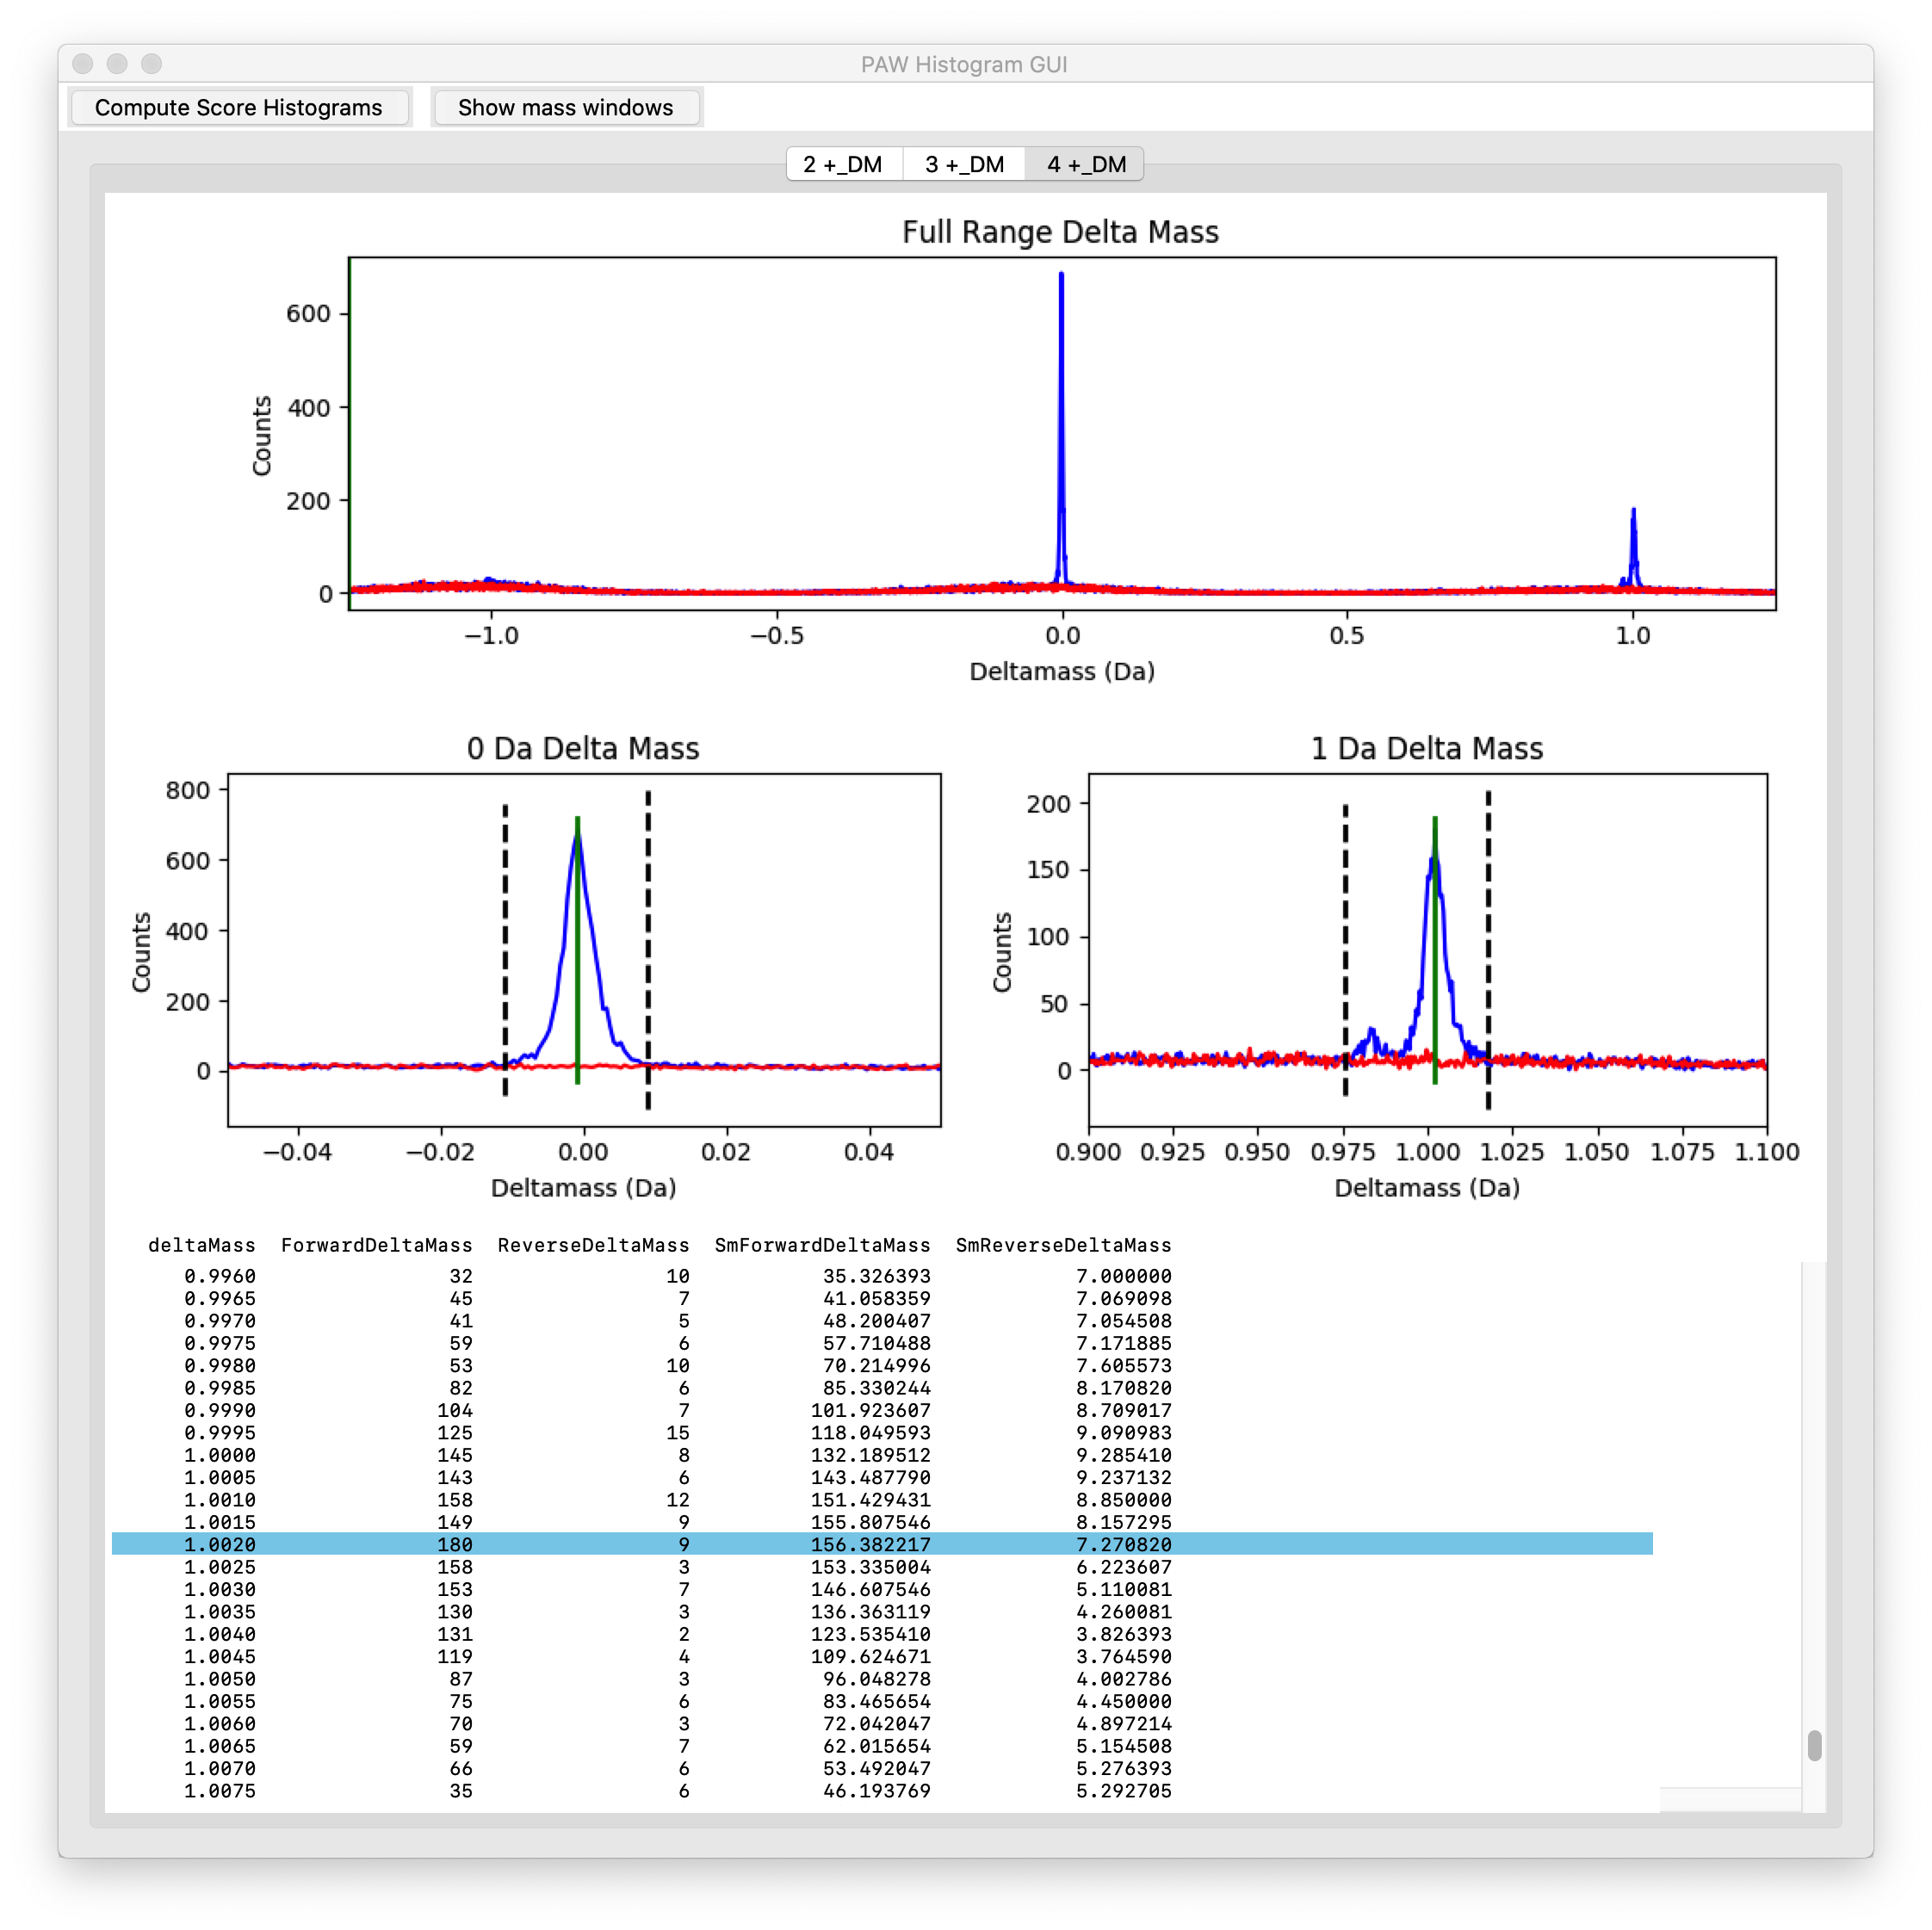 PAW Histogram GUI
Compute Score Histograms Show mass windows
2 +_DM 3 +_DM 4 +_DM
Full Range Delta Mass
600
400
200
0
Counts
−1.0 −0.5 0.0 0.5 1.0
Deltamass (Da)
0 Da Delta Mass
800
600
400
200
0
Counts
−0.04 −0.02 0.00 0.02 0.04
Deltamass (Da)
1 Da Delta Mass
200
150
100
50
0
Counts
0.900 0.925 0.950 0.975 1.000 1.025 1.050 1.075 1.100
Deltamass (Da)
deltaMass ForwardDeltaMass ReverseDeltaMass SmForwardDeltaMass SmReverseDeltaMass
0.9960 32 10 35.326393 7.000000
0.9965 45 7 41.058359 7.069098
0.9970 41 5 48.200407 7.054508
0.9975 59 6 57.710488 7.171885
0.9980 53 10 70.214996 7.605573
0.9985 82 6 85.330244 8.170820
0.9990 104 7 101.923607 8.709017
0.9995 125 15 118.049593 9.090983
1.0000 145 8 132.189512 9.285410
1.0005 143 6 143.487790 9.237132
1.0010 158 12 151.429431 8.850000
1.0015 149 9 155.807546 8.157295
1.0020 180 9 156.382217 7.270820
1.0025 158 3 153.335004 6.223607
1.0030 153 7 146.607546 5.110081
1.0035 130 3 136.363119 4.260081
1.0040 131 2 123.535410 3.826393
1.0045 119 4 109.624671 3.764590
1.0050 87 3 96.048278 4.002786
1.0055 75 6 83.465654 4.450000
1.0060 70 3 72.042047 4.897214
1.0065 59 7 62.015654 5.154508
1.0070 66 6 53.492047 5.276393
1.0075 35 6 46.193769 5.292705